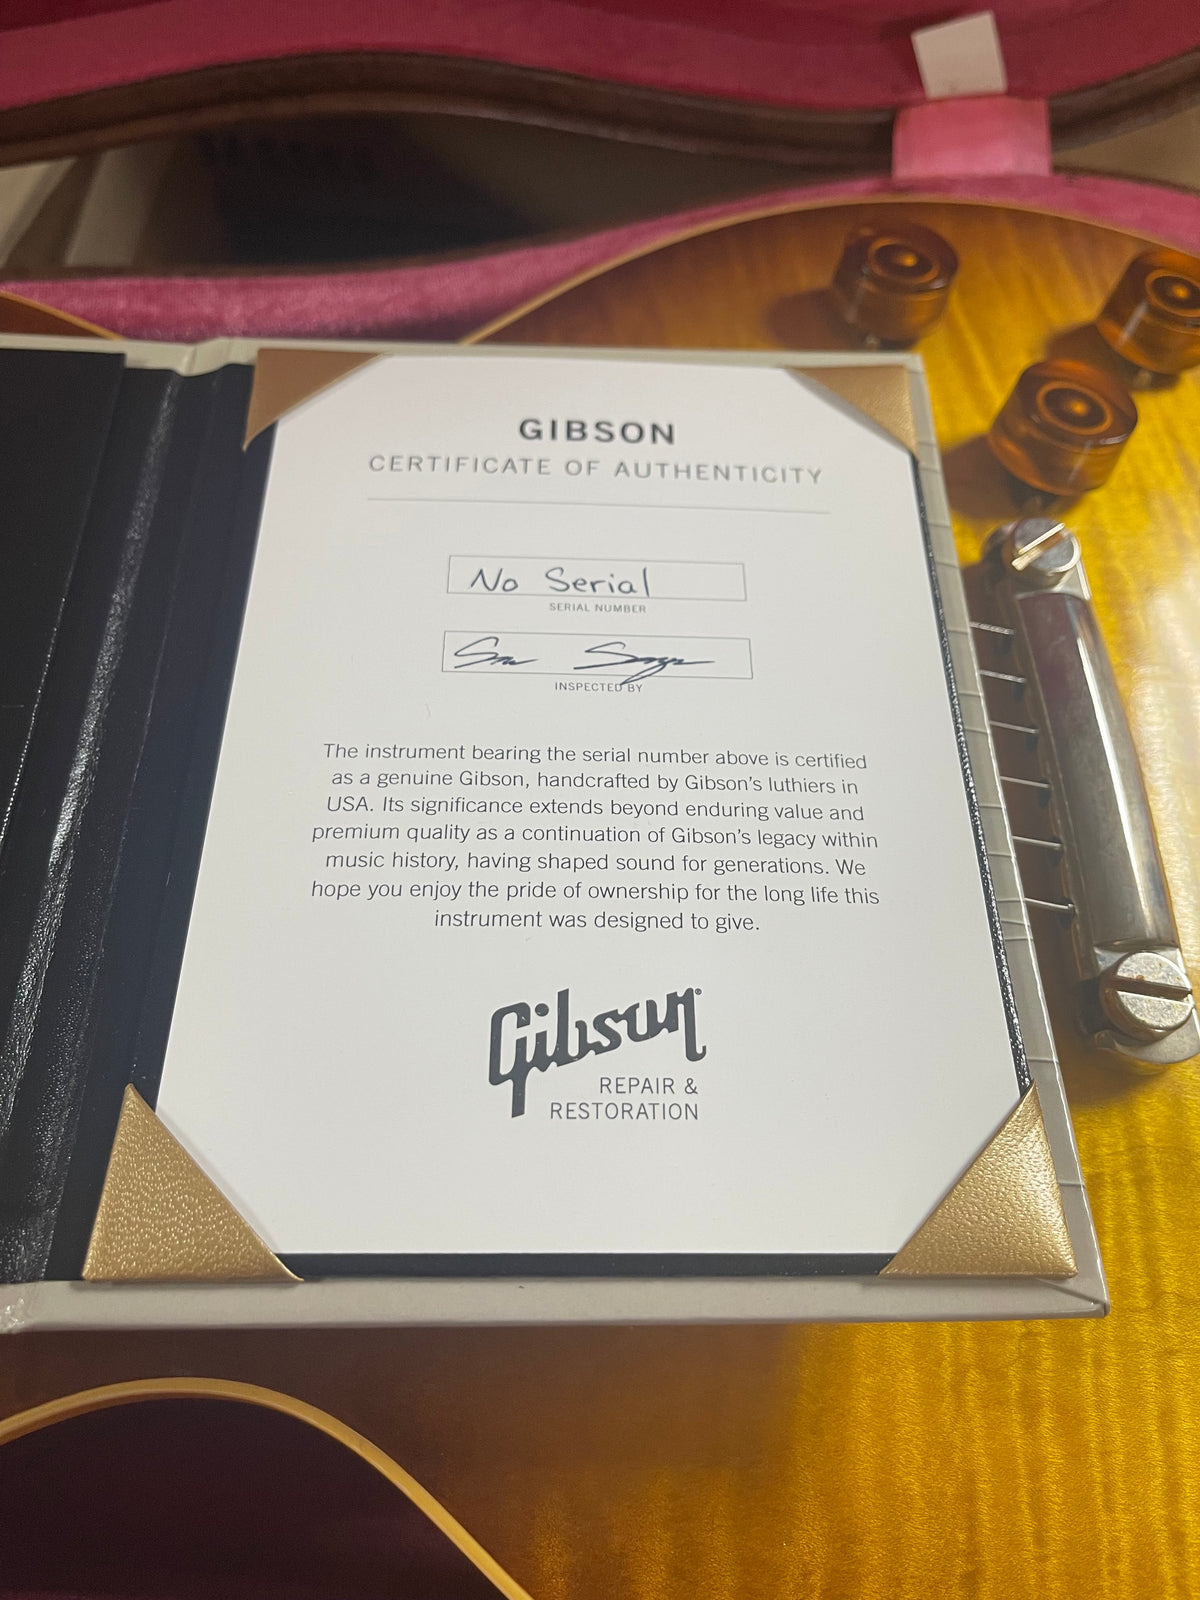 GIBSON
CERTIFICATE OF AUTHENTICITY
No Serial
SERIAL NUMBER
INSPECTED BY
The instrument bearing the serial number above is certified
as a genuine Gibson, handcrafted by Gibson's luthiers in
USA. Its significance extends beyond enduring value and
premium quality as a continuation of Gibson's legacy within
music history, having shaped sound for generations. We
hope you enjoy the pride of ownership for the long life this
instrument was designed to give.
Gibson®
REPAIR &
RESTORATION